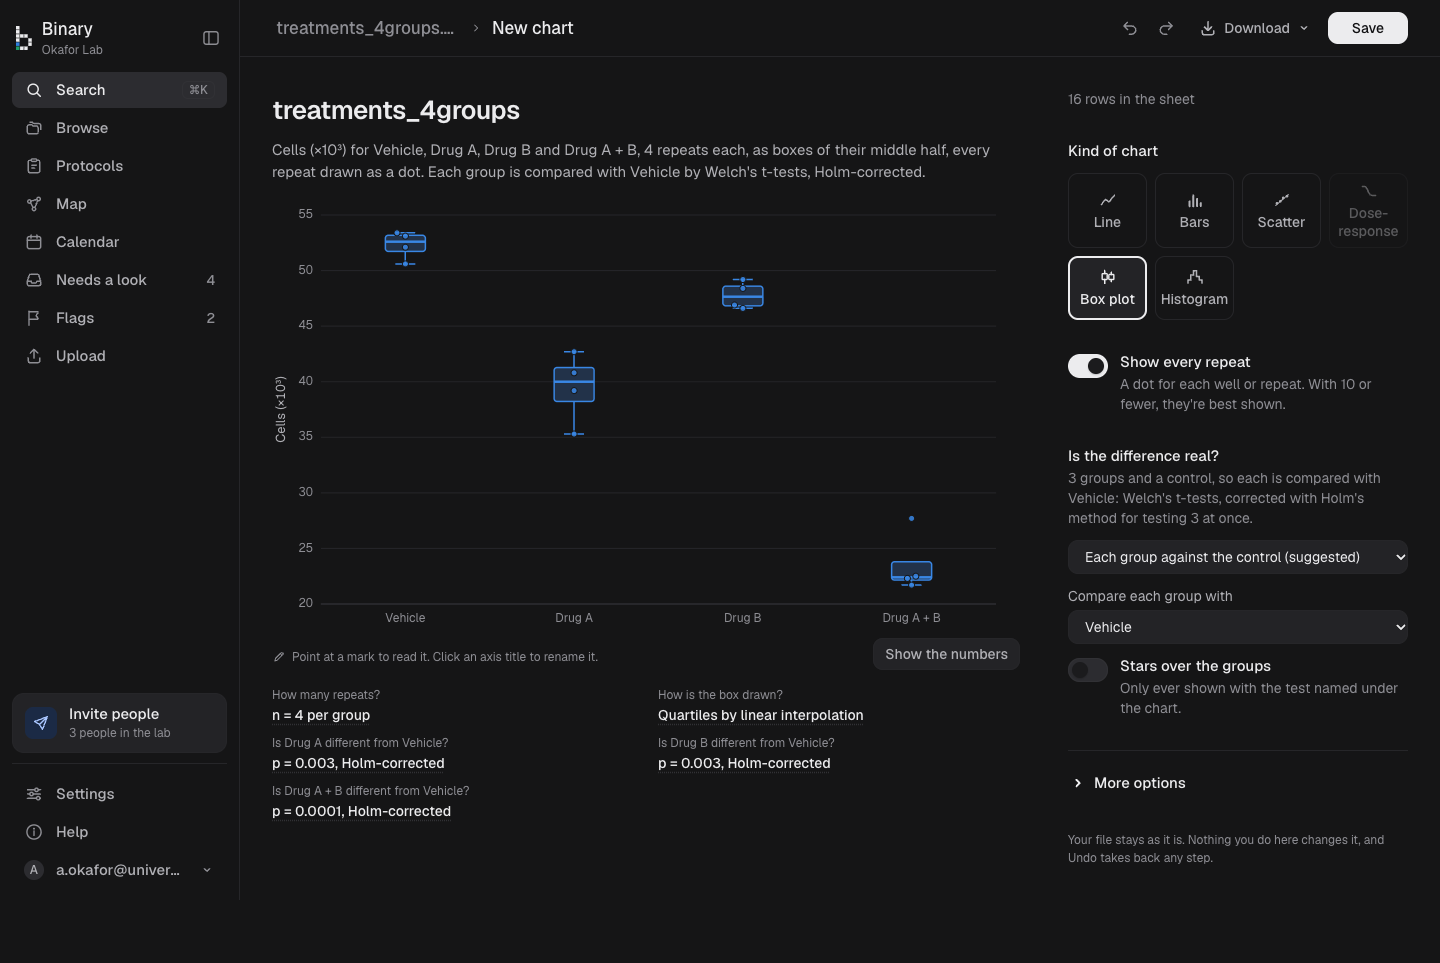 Binary
Okafor Lab
Search ⌘K
Browse
Protocols
Map
Calendar
Needs a look 4
Flags 2
Upload
Invite people
3 people in the lab
Settings
Help
A a.okafor@univer...
treatments_4groups.... › New chart
Download
Save
treatments_4groups
Cells (×10³) for Vehicle, Drug A, Drug B and Drug A + B, 4 repeats each, as boxes of their middle half, every
repeat drawn as a dot. Each group is compared with Vehicle by Welch's t-tests, Holm-corrected.
Cells (×10³)
55
50
45
40
35
30
25
20
Vehicle Drug A Drug B Drug A + B
Point at a mark to read it. Click an axis title to rename it.
Show the numbers
How many repeats?
n = 4 per group
How is the box drawn?
Quartiles by linear interpolation
Is Drug A different from Vehicle?
p = 0.003, Holm-corrected
Is Drug B different from Vehicle?
p = 0.003, Holm-corrected
Is Drug A + B different from Vehicle?
p = 0.0001, Holm-corrected
16 rows in the sheet
Kind of chart
Line
Bars
Scatter
Dose-
response
Box plot
Histogram
Show every repeat
A dot for each well or repeat. With 10 or
fewer, they're best shown.
Is the difference real?
3 groups and a control, so each is compared with
Vehicle: Welch's t-tests, corrected with Holm's
method for testing 3 at once.
Each group against the control (suggested)
Compare each group with
Vehicle
Stars over the groups
Only ever shown with the test named under
the chart.
More options
Your file stays as it is. Nothing you do here changes it, and
Undo takes back any step.